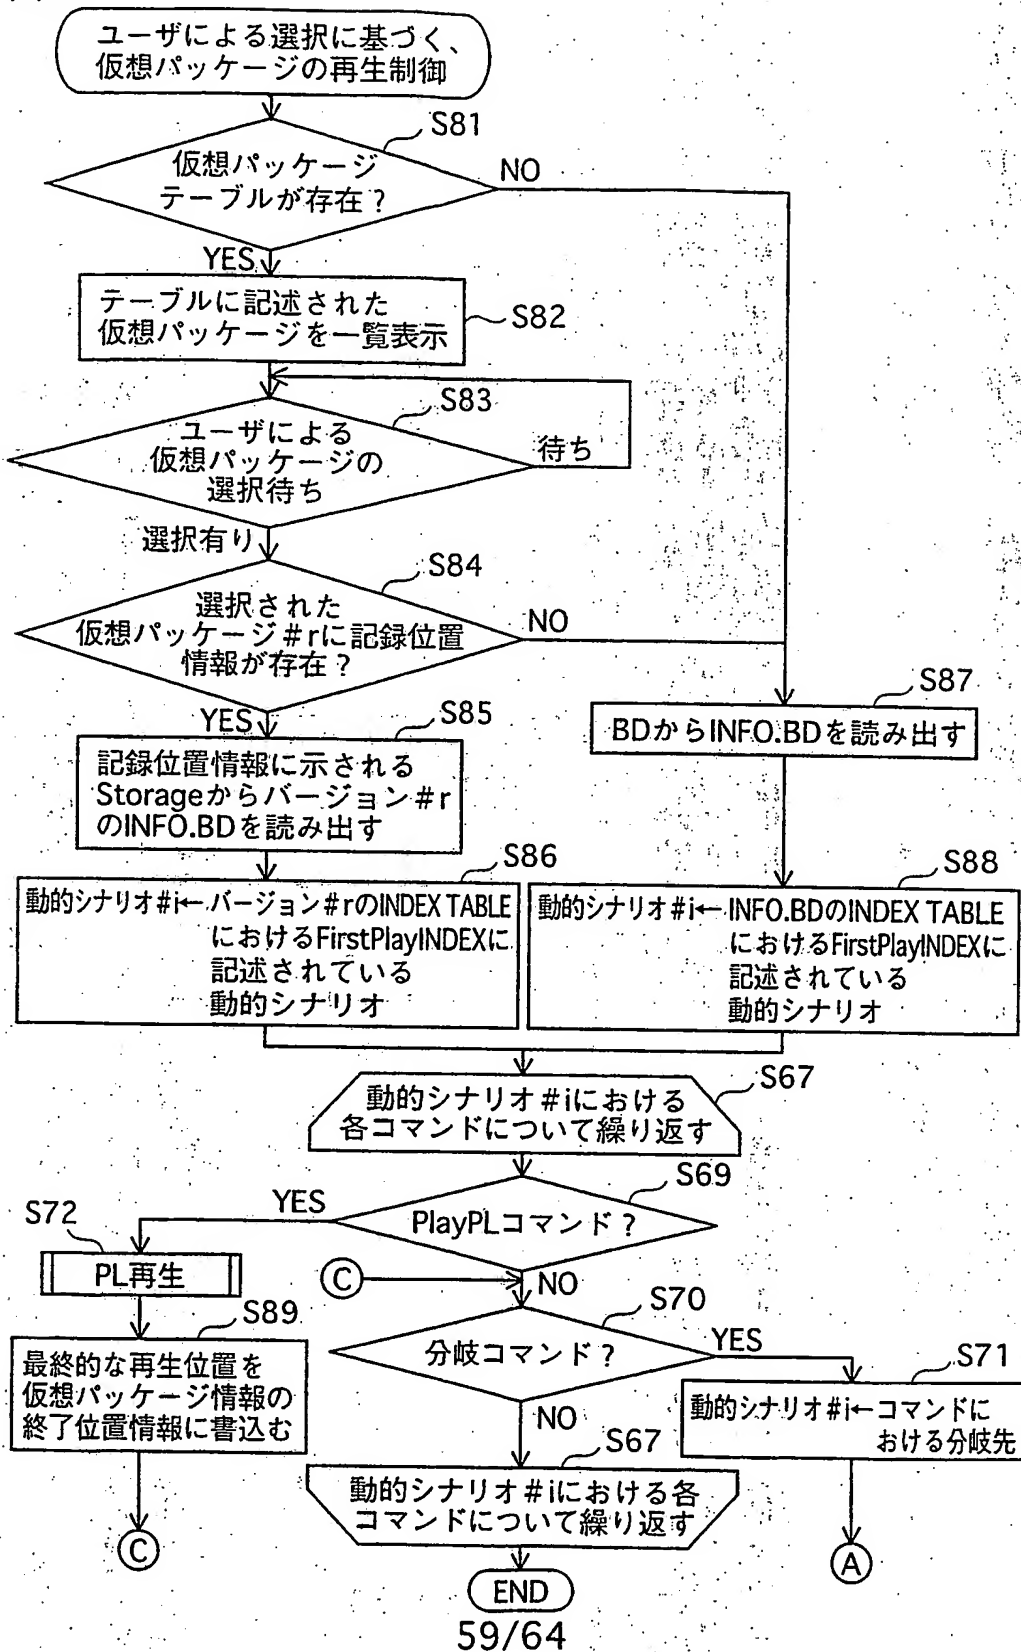 ユーザによる選択に基づく、
仮想パッケージの再生制御
S81
仮想パッケージ
テーブルが存在?
NO
YES
テーブルに記述された
仮想パッケージを一覧表示
S82
S83
ユーザによる
仮想パッケージの
選択待ち
待ち
選択有り
S84
選択された
仮想パッケージ#rに記録位置
情報が存在?
NO
YES
S85
S87
BDからINFO.BDを読み出す
記録位置情報に示される
Storageからバージョン#r
のINFO.BDを読み出す
S86
動的シナリオ#i←バージョン#rのINDEX TABLE
におけるFirstPlayINDEXに
記述されている
動的シナリオ
S88
動的シナリオ#i←INFO.BDのINDEX TABLE
におけるFirstPlayINDEXに
記述されている
動的シナリオ
S67
動的シナリオ#iにおける
各コマンドについて繰り返す
S69
PlayPLコマンド?
YES
S72
PL再生
C
NO
S70
分岐コマンド?
YES
S71
動的シナリオ#i←コマンドに
おける分岐先
A
S89
最終的な再生位置を
仮想パッケージ情報の
終了位置情報に書込む
C
NO
S67
動的シナリオ#iにおける各
コマンドについて繰り返す
END
59/64